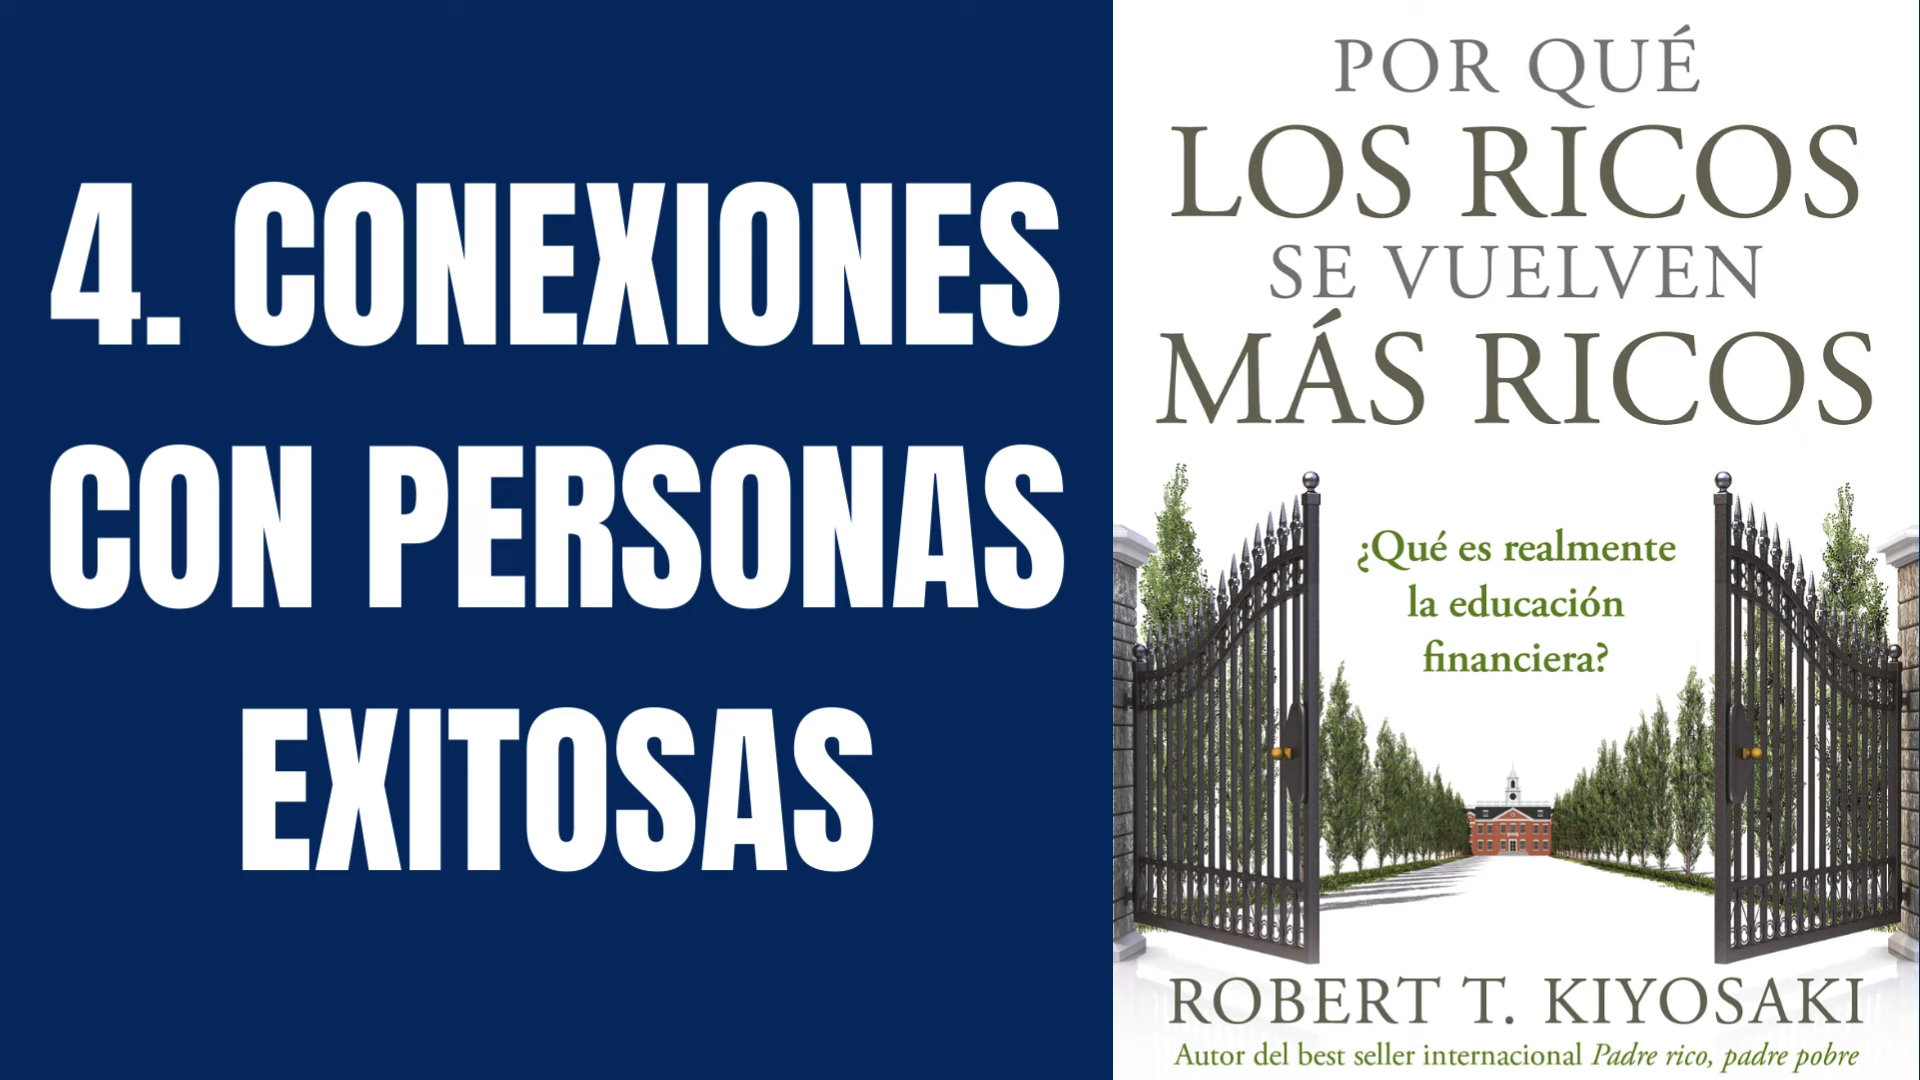 4. CONEXIONES
CON PERSONAS
EXITOSAS
POR QUÉ
LOS RICOS
SE VUELVEN
MÁS RICOS
¿Qué es realmente
la educación
financiera?
ROBERT T. KIYOSAKI
Autor del best seller internacional Padre rico, padre pobre